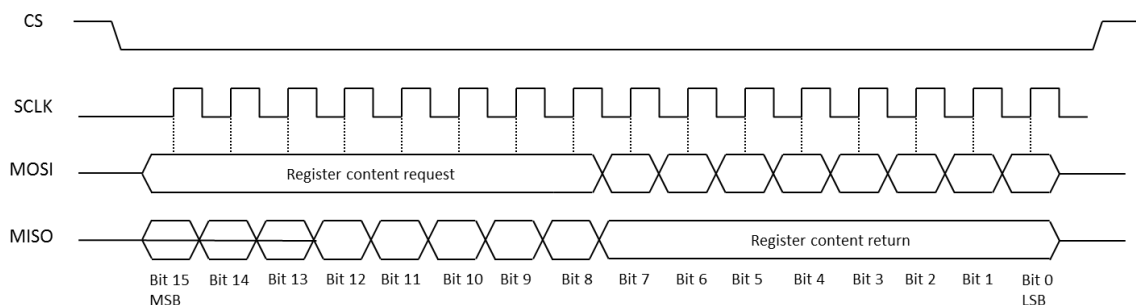 CS
SCLK
MOSI
Register content request
MISO
Register content return
Bit 15 Bit 14 Bit 13 Bit 12 Bit 11 Bit 10 Bit 9 Bit 8 Bit 7 Bit 6 Bit 5 Bit 4 Bit 3 Bit 2 Bit 1 Bit 0
MSB LSB